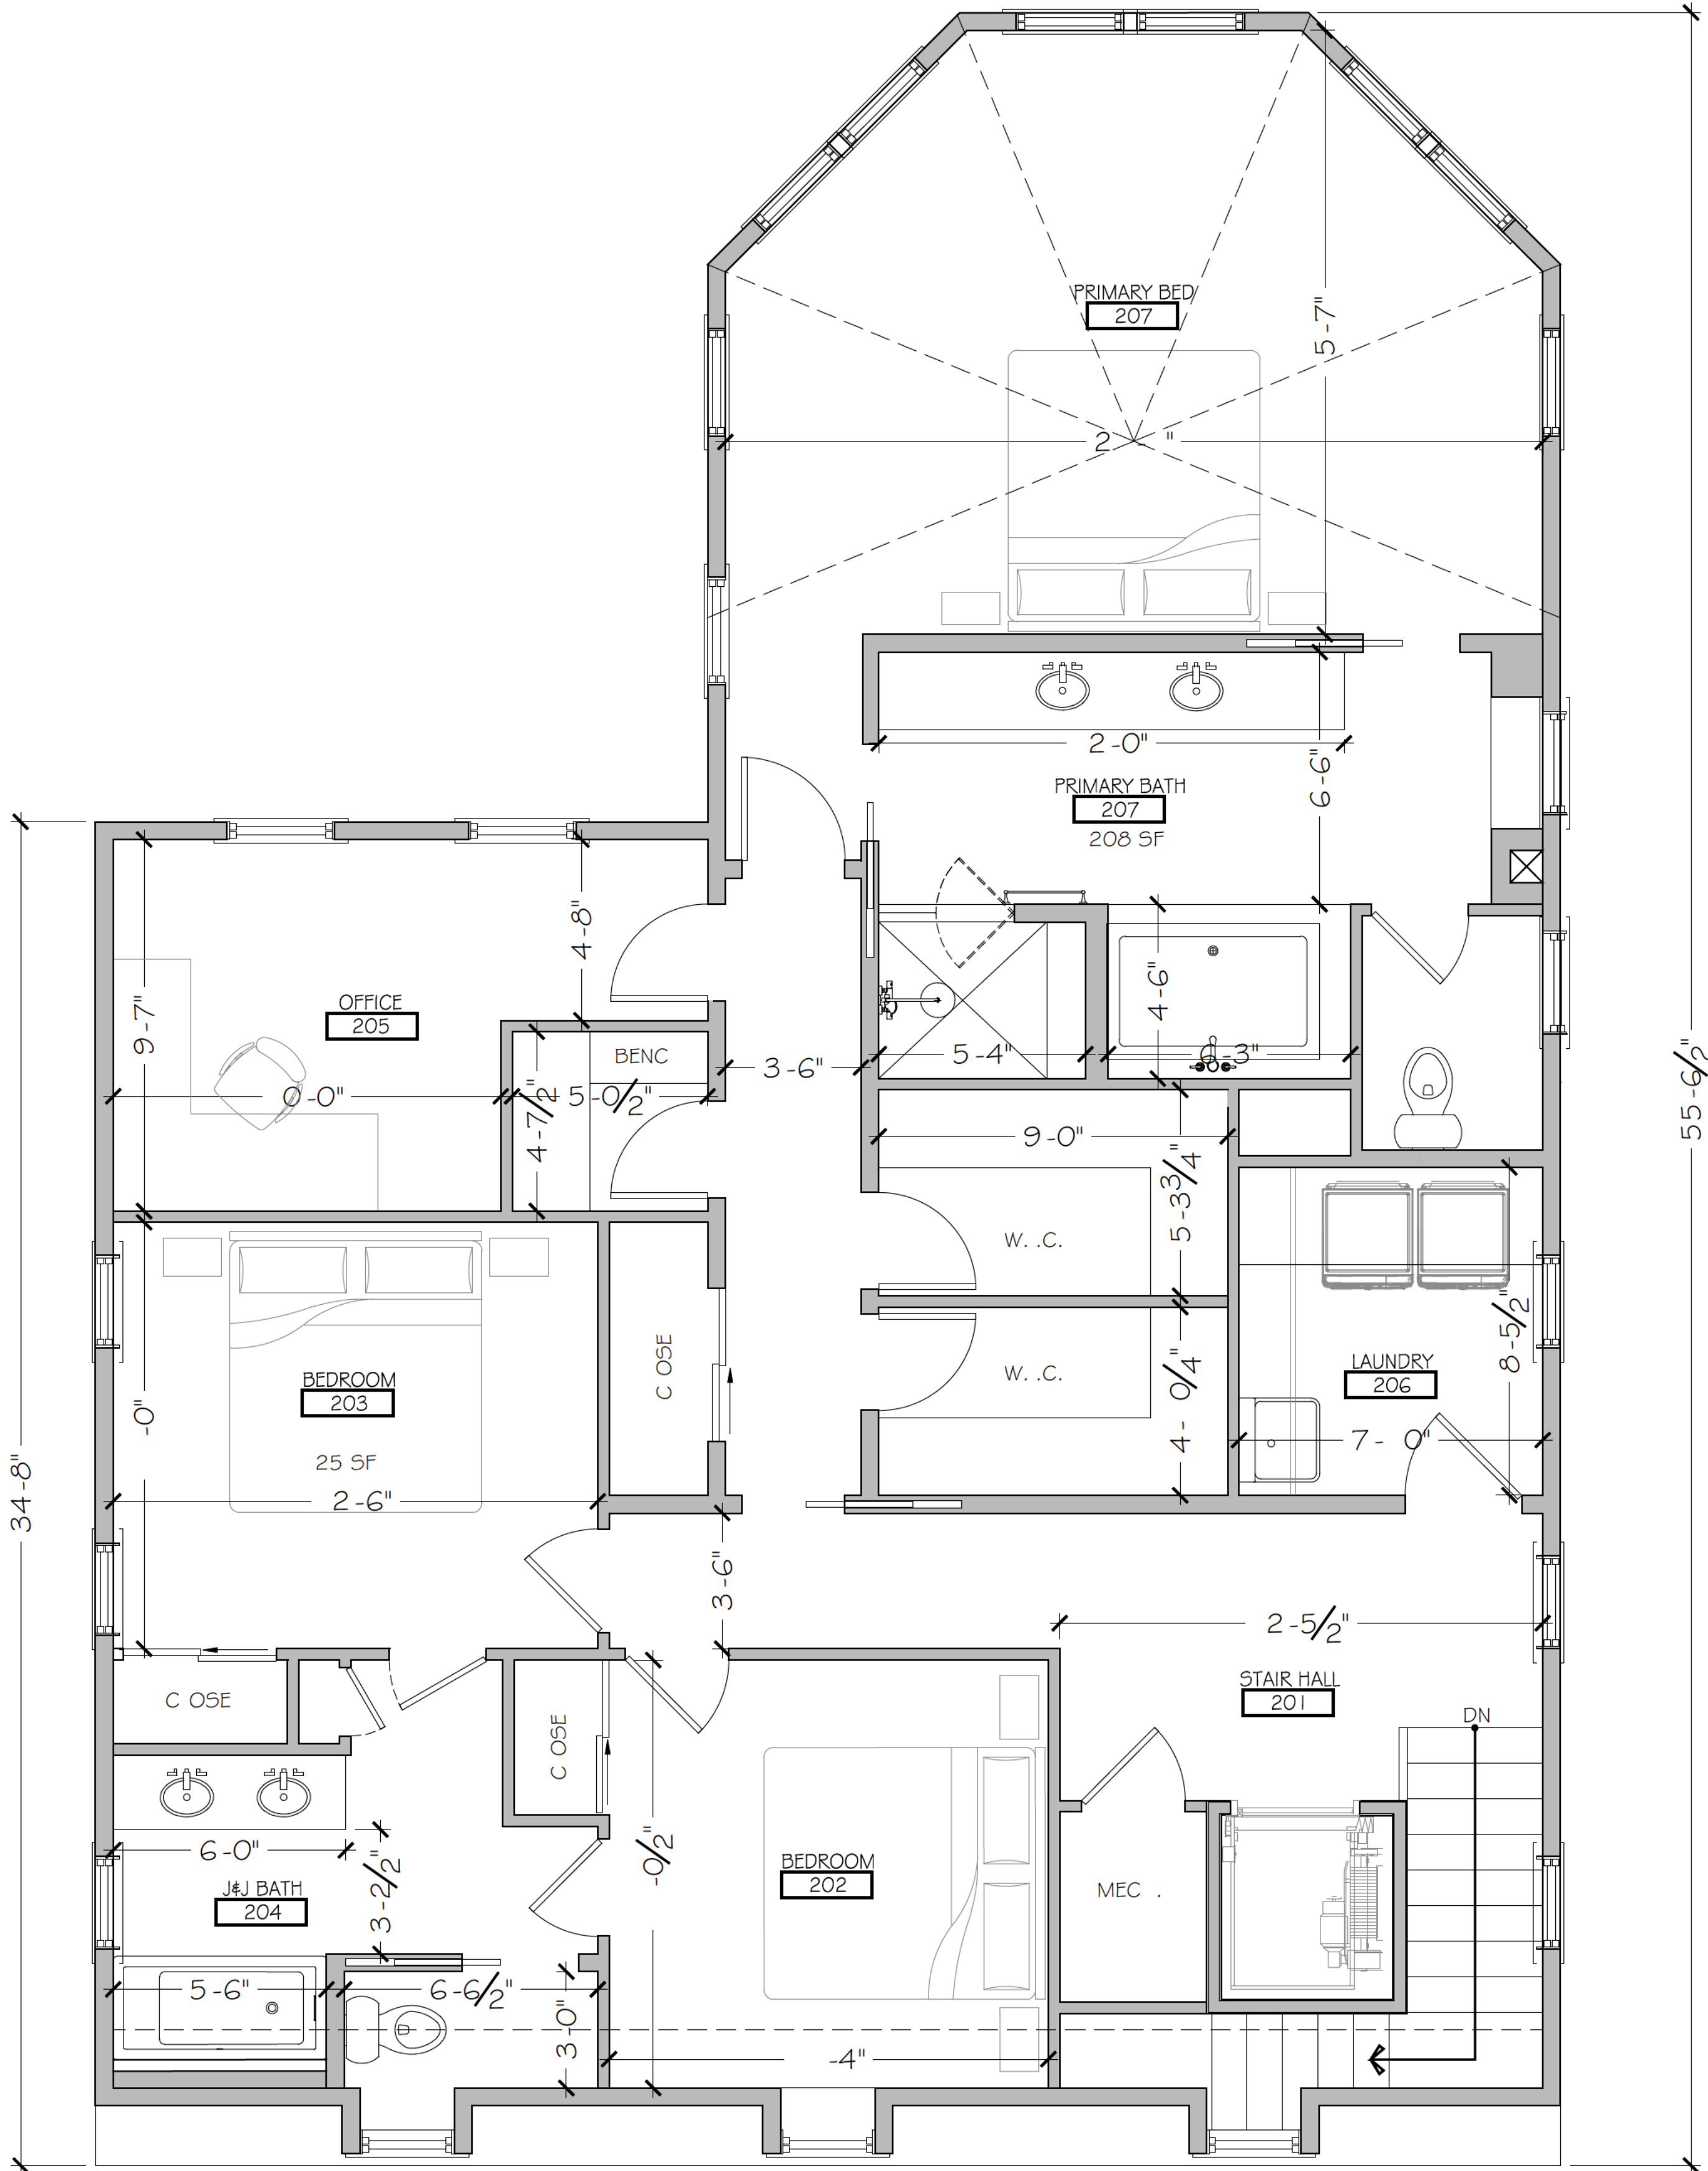 PRIMARY BED
207
5-7"
2 - "
2-0"
6-6"
PRIMARY BATH
207
208 SF
4-8"
OFFICE
205
9-7"
4-6"
BENC
5-4"
6-3"
3-6"
0-0"
4-7/2"
5-0/2"
55-6/2"
9-0"
5-3 3/4"
W. .C.
8-5/2"
C OSE
W. .C.
4- 0/4"
LAUNDRY
206
BEDROOM
203
-0"
7- 0"
25 SF
2-6"
34-8"
3-6"
2-5/2"
C OSE
STAIR HALL
201
DN
C OSE
6-0"
3-2/2"
-0/2"
BEDROOM
202
MEC .
J&J BATH
204
5-6"
6-6/2"
3-0"
-4"